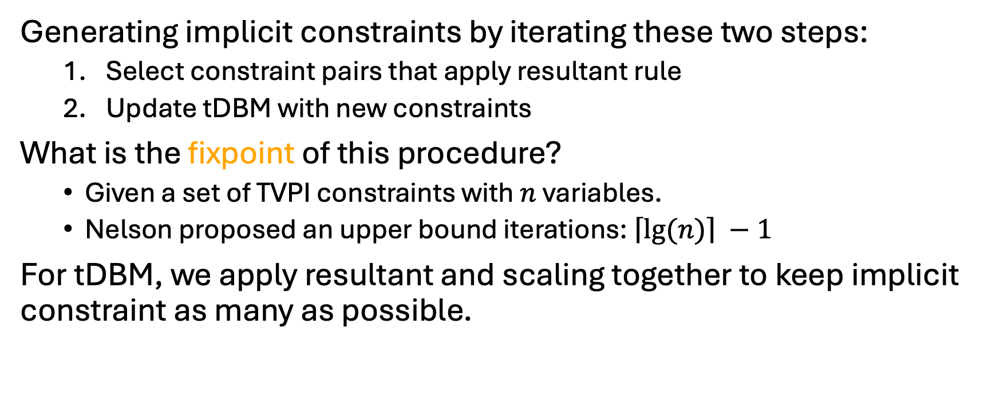 Generating implicit constraints by iterating these two steps:
1. Select constraint pairs that apply resultant rule
2. Update tDBM with new constraints
What is the fixpoint of this procedure?
• Given a set of TVPI constraints with n variables.
• Nelson proposed an upper bound iterations: ⌈lg(n)⌉ − 1
For tDBM, we apply resultant and scaling together to keep implicit
constraint as many as possible.